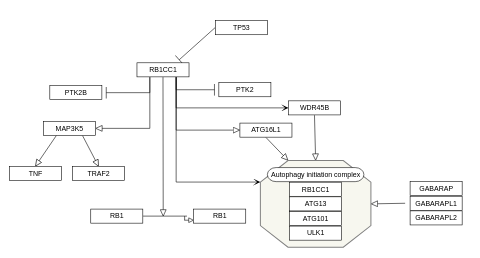 TP53
RB1CC1
PTK2B
PTK2
WDR45B
MAP3K5
ATG16L1
TNF
TRAF2
Autophagy initiation complex
RB1CC1
ATG13
ATG101
ULK1
GABARAP
GABARAPL1
GABARAPL2
RB1
RB1